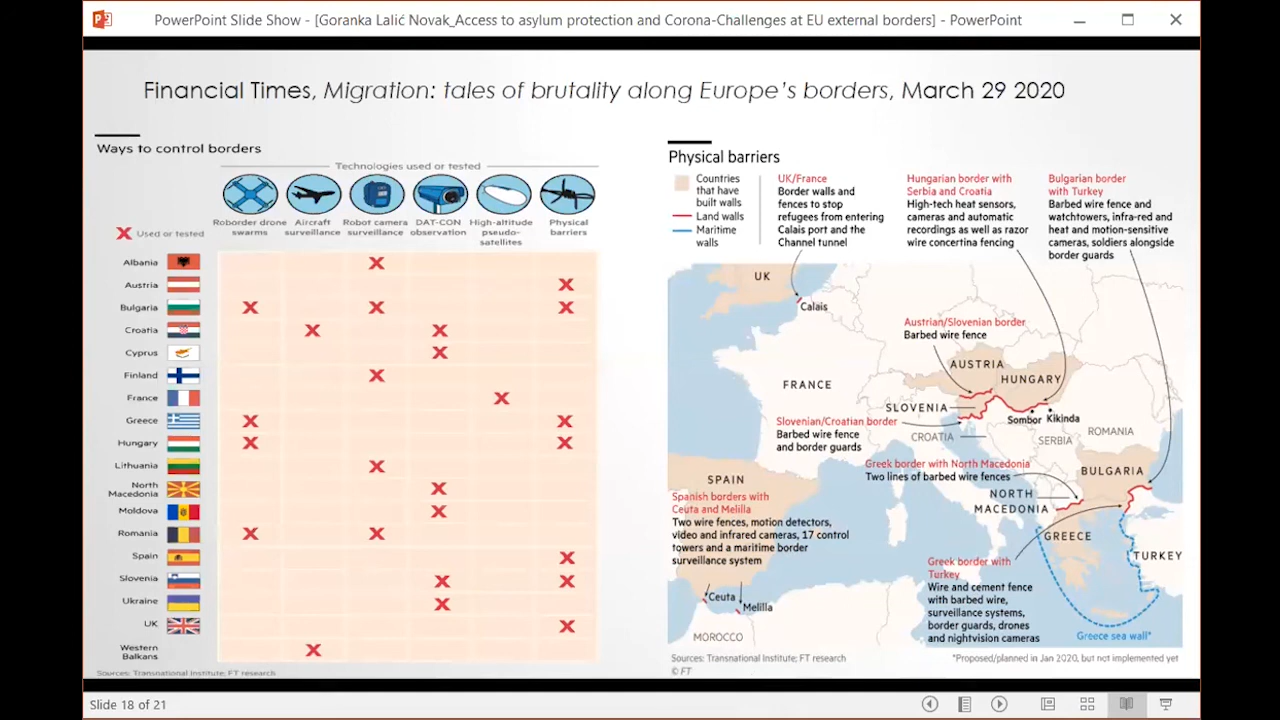 PowerPoint Slide Show - [Goranka Lalić Novak_Access to asylum protection and Corona-Challenges at EU external borders] - PowerPoint
Financial Times, Migration: tales of brutality along Europe's borders, March 29 2020
Ways to control borders
Technologies used or tested
Roborder drone
swarms
Aircraft
surveillance
Robot camera
surveillance
DAT-CON
observation
High-altitude
pseudo-
satellites
Physical
barriers
X Used or tested
Albania
Austria
Bulgaria
Croatia
Cyprus
Finland
France
Greece
Hungary
Lithuania
North
Macedonia
Moldova
Romania
Spain
Slovenia
Ukraine
UK
Western
Balkans
Sources: Transnational Institute; FT research
Physical barriers
Countries
that have
built walls
Land walls
Maritime
walls
UK/France
Border walls and
fences to stop
refugees from entering
Calais port and the
Channel tunnel
Hungarian border with
Serbia and Croatia
High-tech heat sensors,
cameras and automatic
recordings as well as razor
wire concertina fencing
Bulgarian border
with Turkey
Barbed wire fence and
watchtowers, infra-red and
heat and motion-sensitive
cameras, soldiers alongside
border guards
UK
Calais
Austrian/Slovenian border
Barbed wire fence
AUSTRIA
HUNGARY
FRANCE
SLOVENIA
Sombor
Kikinda
Slovenian/Croatian border
Barbed wire fence
and border guards
CROATIA
SERBIA
ROMANIA
Greek border with North Macedonia
Two lines of barbed wire fences
BULGARIA
SPAIN
Spanish borders with
Ceuta and Melilla
Two wire fences, motion detectors,
video and infrared cameras, 17 control
towers and a maritime border
surveillance system
NORTH
MACEDONIA
GREECE
TURKEY
Greek border with
Turkey
Wire and cement fence
with barbed wire,
surveillance systems,
border guards, drones
and nightvision cameras
Ceuta
Melilla
MOROCCO
Greece sea wall*
Sources: Transnational Institute; FT research
© FT
*Proposed/planned in Jan 2020, but not implemented yet
Slide 18 of 21